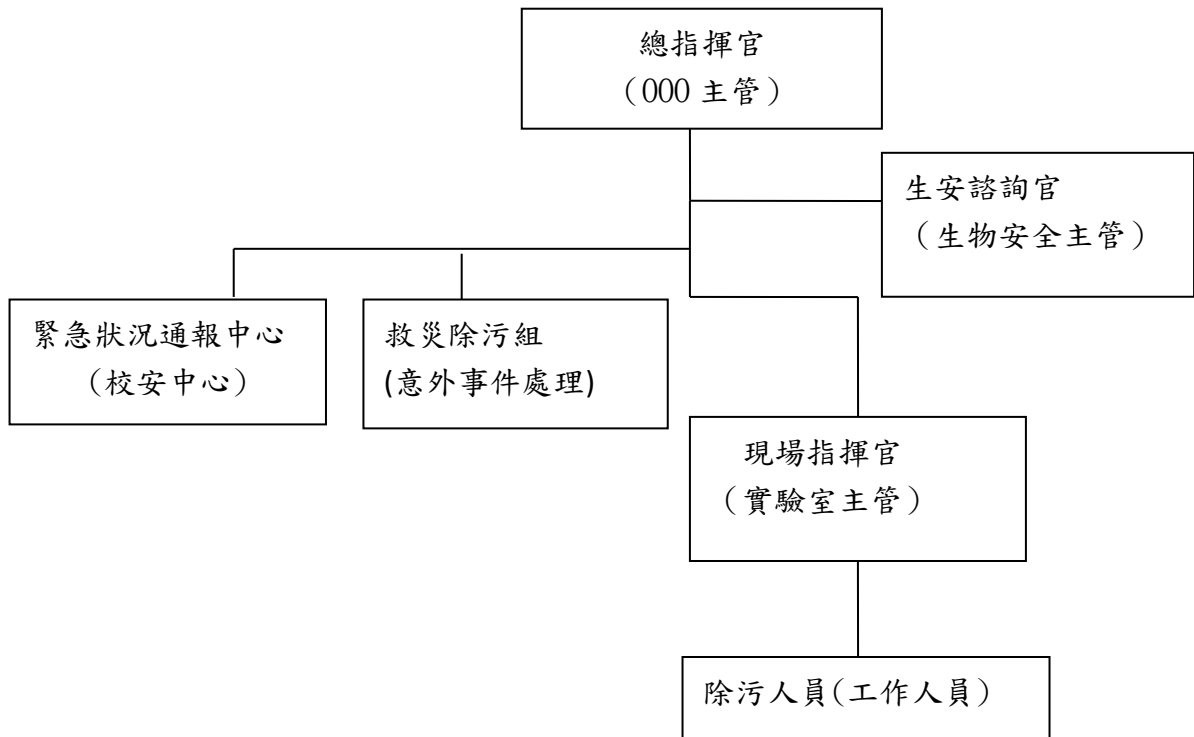 總指揮官
（000 主管）
生安諮詢官
（生物安全主管）
緊急狀況通報中心
（校安中心）
救災除污組
(意外事件處理)
現場指揮官
（實驗室主管）
除污人員(工作人員）